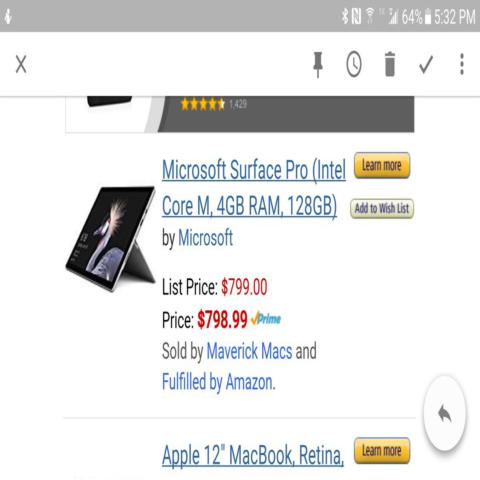 64% 5:32 PM
1,429
Microsoft Surface Pro (Intel Learn more
Core M, 4GB RAM, 128GB) Add to Wish List
by Microsoft
List Price: $799.00
Price: $798.99 Prime
Sold by Maverick Macs and
Fulfilled by Amazon.
Apple 12" MacBook, Retina, Learn more